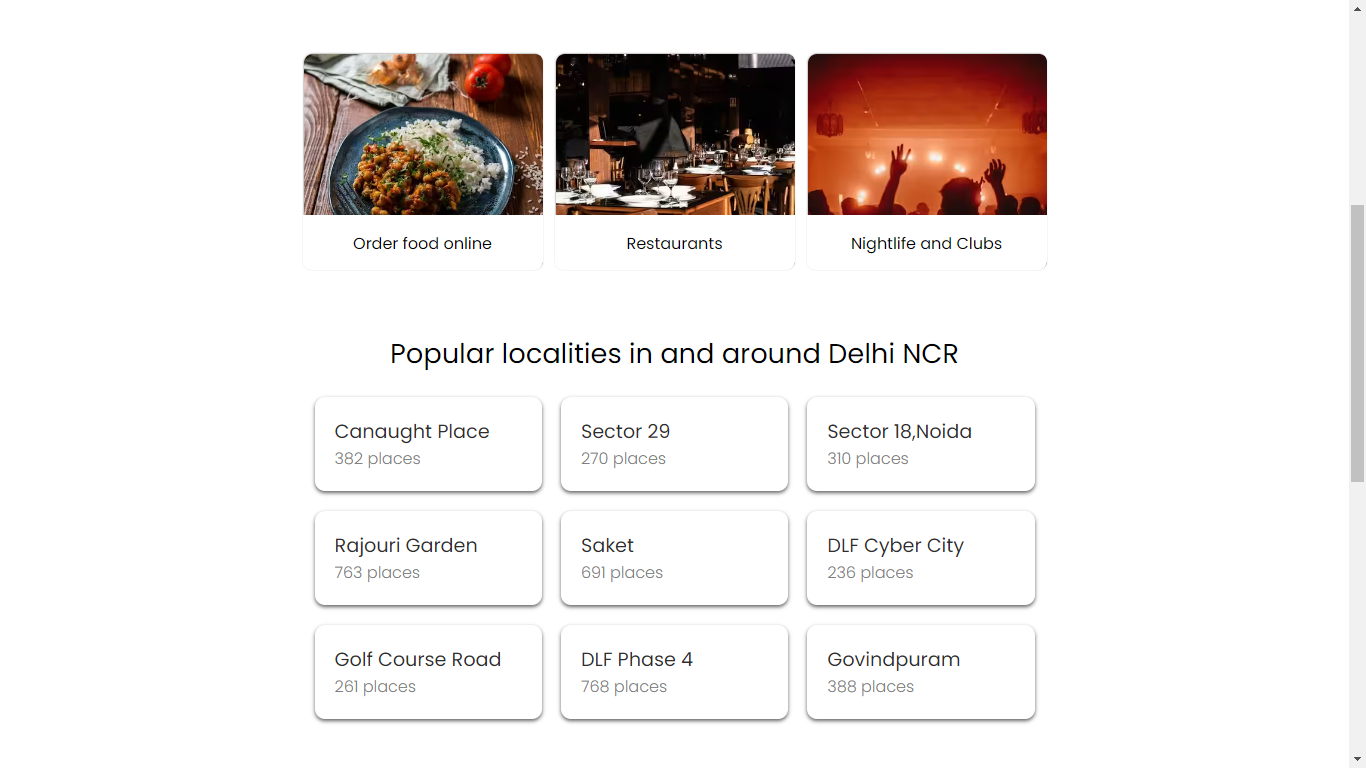 Order food online
Restaurants
Nightlife and Clubs
Popular localities in and around Delhi NCR
Canaught Place
382 places
Sector 29
270 places
Sector 18,Noida
310 places
Rajouri Garden
763 places
Saket
691 places
DLF Cyber City
236 places
Golf Course Road
261 places
DLF Phase 4
768 places
Govindpuram
388 places